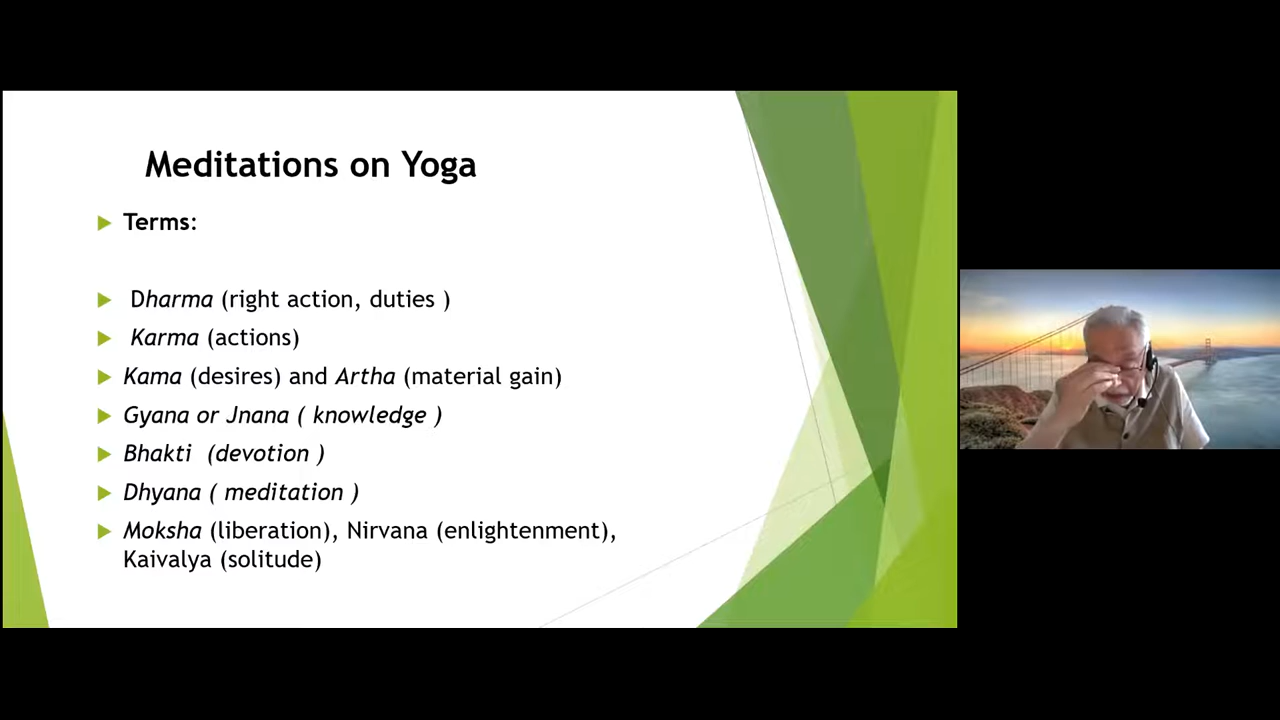 Meditations on Yoga
Terms:
Dharma (right action, duties )
Karma (actions)
Kama (desires) and Artha (material gain)
Gyana or Jnana ( knowledge )
Bhakti (devotion )
Dhyana ( meditation )
Moksha (liberation), Nirvana (enlightenment),
Kaivalya (solitude)